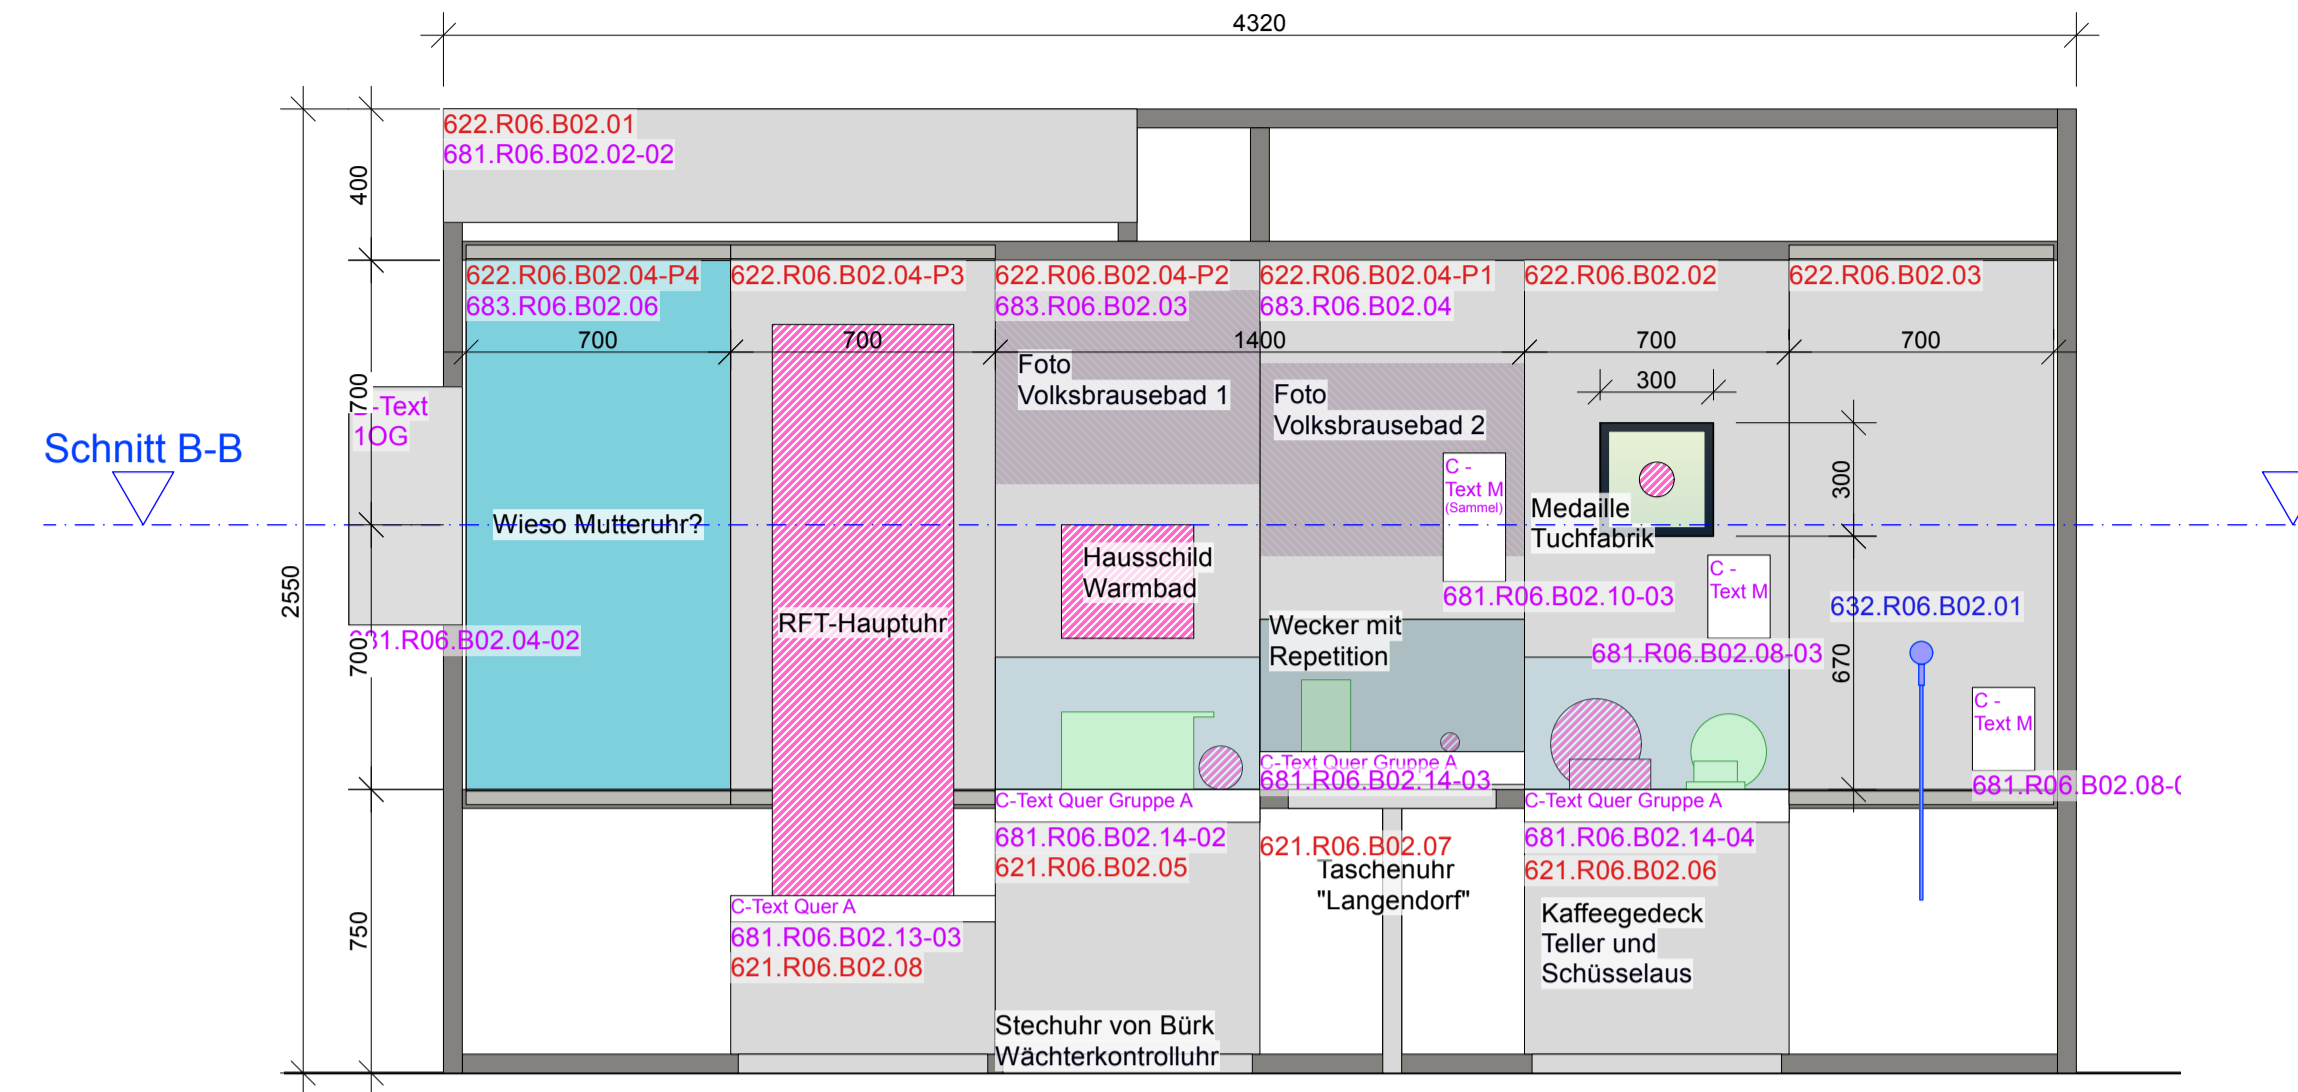 4320
622.R06.B02.01
681.R06.B02.02-02
400
622.R06.B02.04-P4
683.R06.B02.06
622.R06.B02.04-P3
622.R06.B02.04-P2
683.R06.B02.03
622.R06.B02.04-P1
683.R06.B02.04
622.R06.B02.02
622.R06.B02.03
700
700
1400
700
700
Foto
Volksbrausebad 1
Foto
Volksbrausebad 2
300
700
-Text
1OG
Schnitt B-B
C -
Text M
(Sammel)
300
Wieso Mutteruhr?
Medaille
Tuchfabrik
Hausschild
Warmbad
2550
C -
Text M
681.R06.B02.10-03
632.R06.B02.01
RFT-Hauptuhr
Wecker mit
Repetition
700
31.R06.B02.04-02
681.R06.B02.08-03
670
C -
Text M
C-Text Quer Gruppe A
681.R06.B02.14-03
681.R06.B02.08-0
C-Text Quer Gruppe A
681.R06.B02.14-02
621.R06.B02.05
621.R06.B02.07
Taschenuhr
"Langendorf"
C-Text Quer Gruppe A
681.R06.B02.14-04
621.R06.B02.06
Kaffeegedeck
Teller und
Schüsselaus
750
C-Text Quer A
681.R06.B02.13-03
621.R06.B02.08
Stechuhr von Bürk
Wächterkontrolluhr